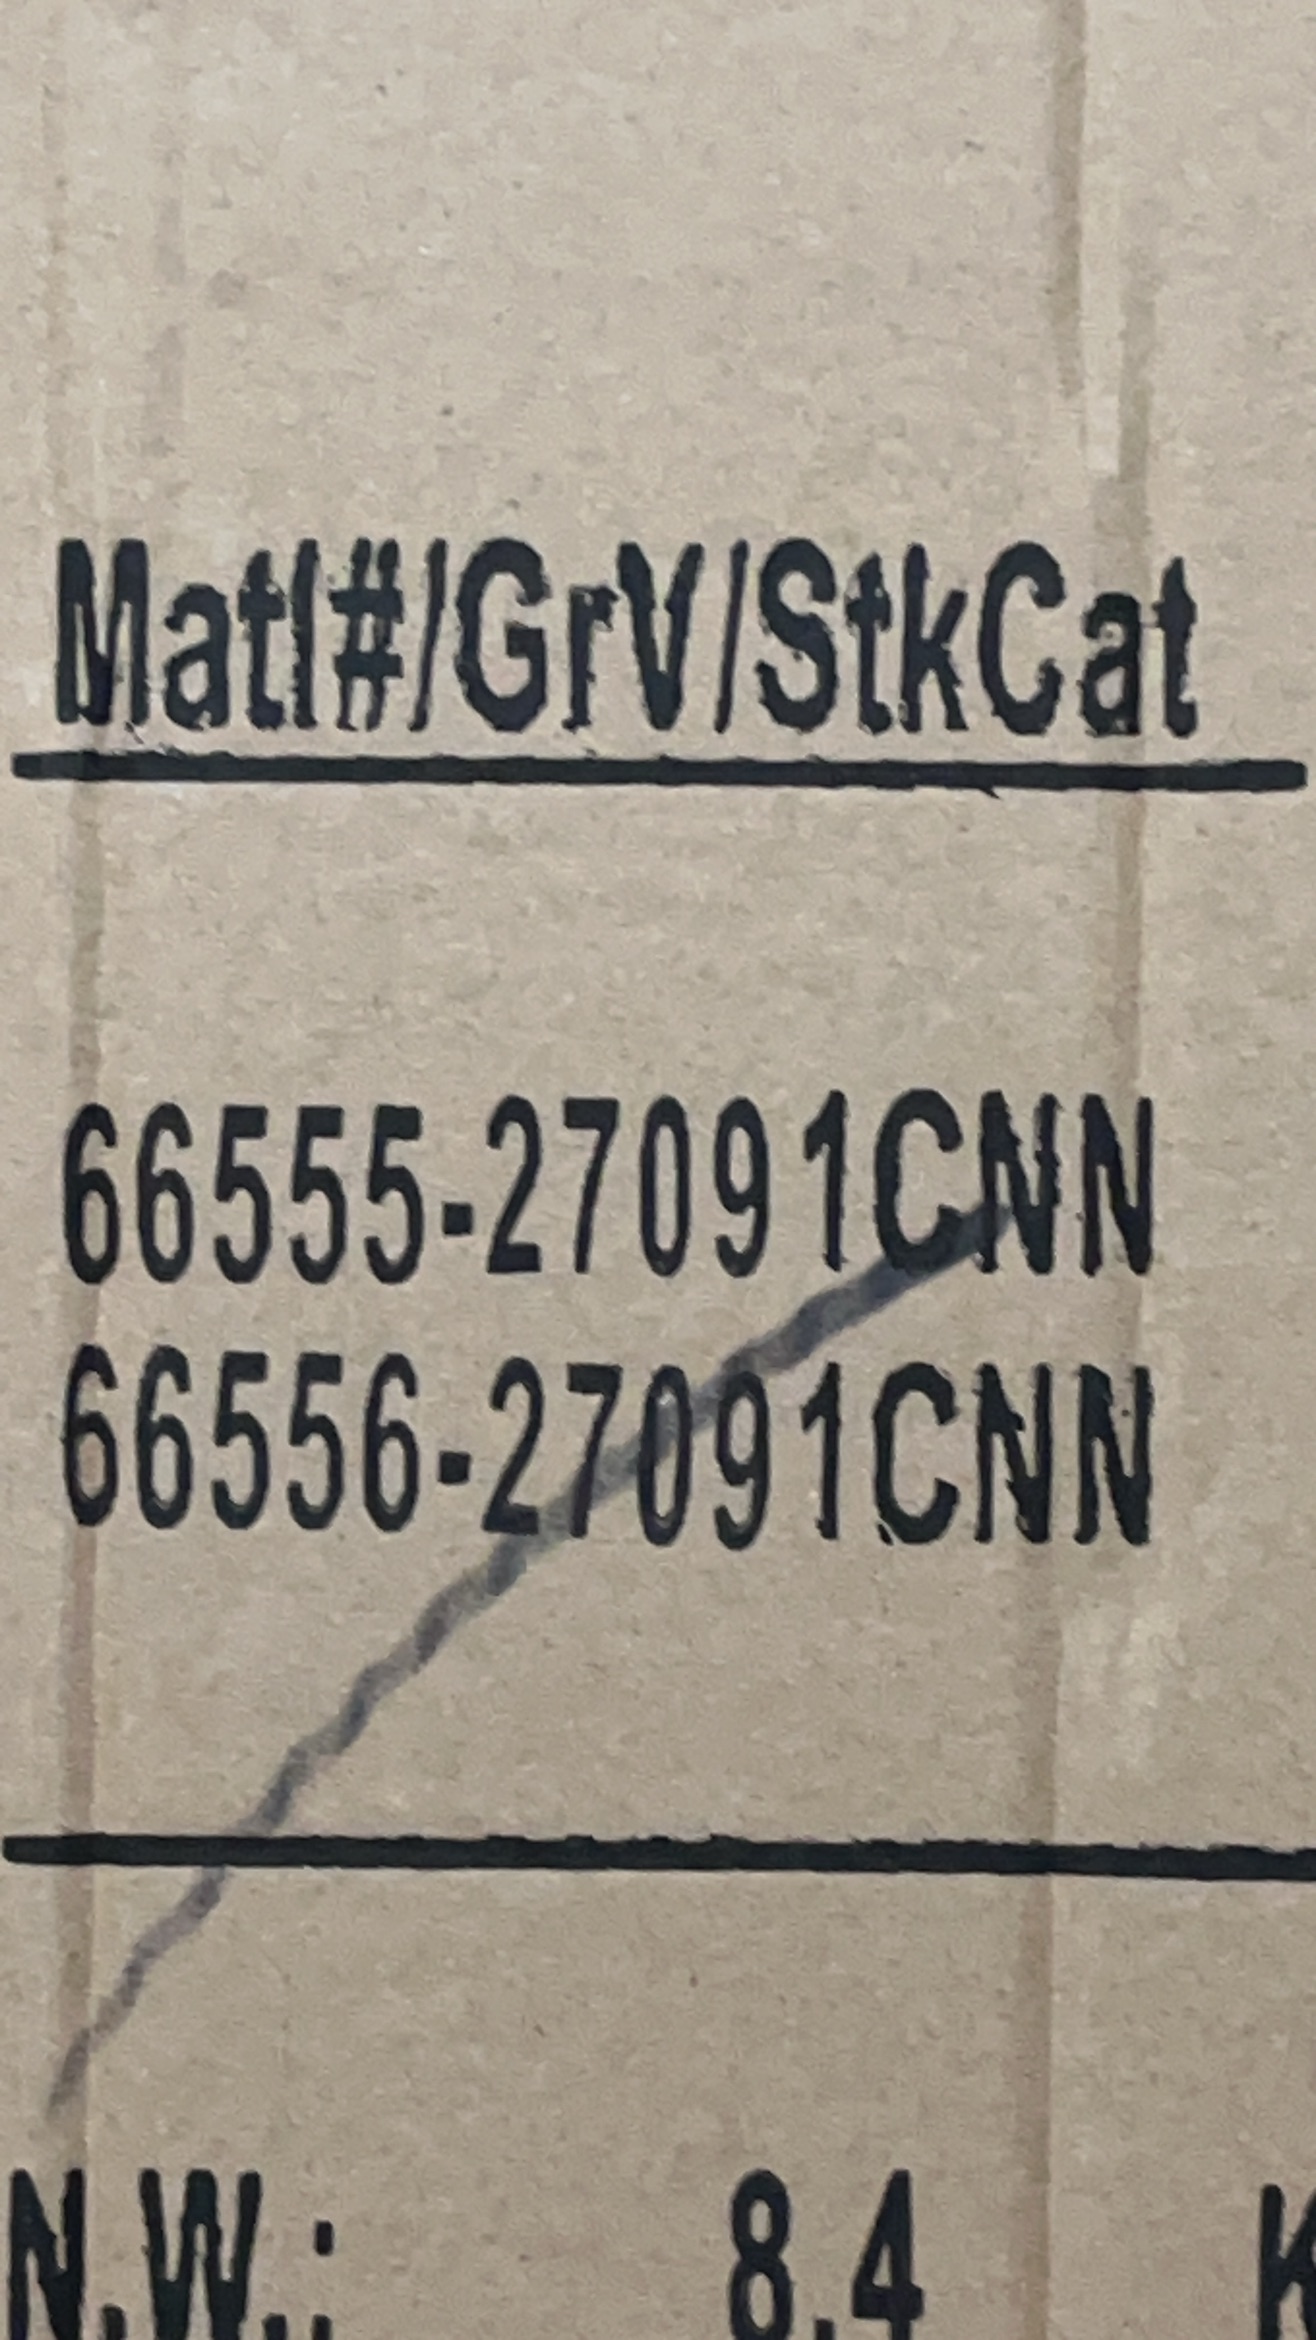 Matl#/GrV/StkCat
66555-27091CNN
66556-27091CNN
N.W.: 8.4 K